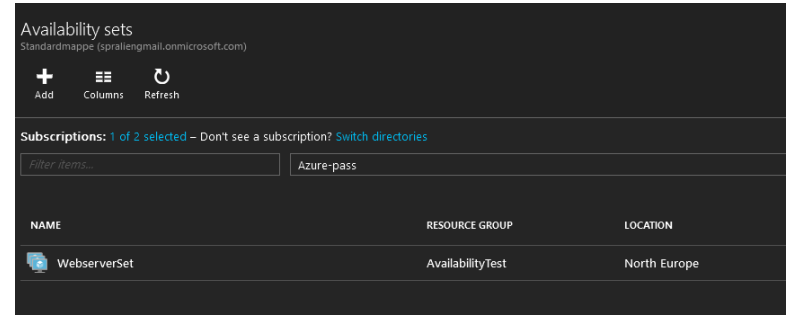 Availability sets
Standardmappe (spraliengmail.onmicrosoft.com)
Add Columns Refresh
Subscriptions: 1 of 2 selected – Don't see a subscription? Switch directories
Filter items... Azure-pass
NAME RESOURCE GROUP LOCATION
WebserverSet AvailabilityTest North Europe